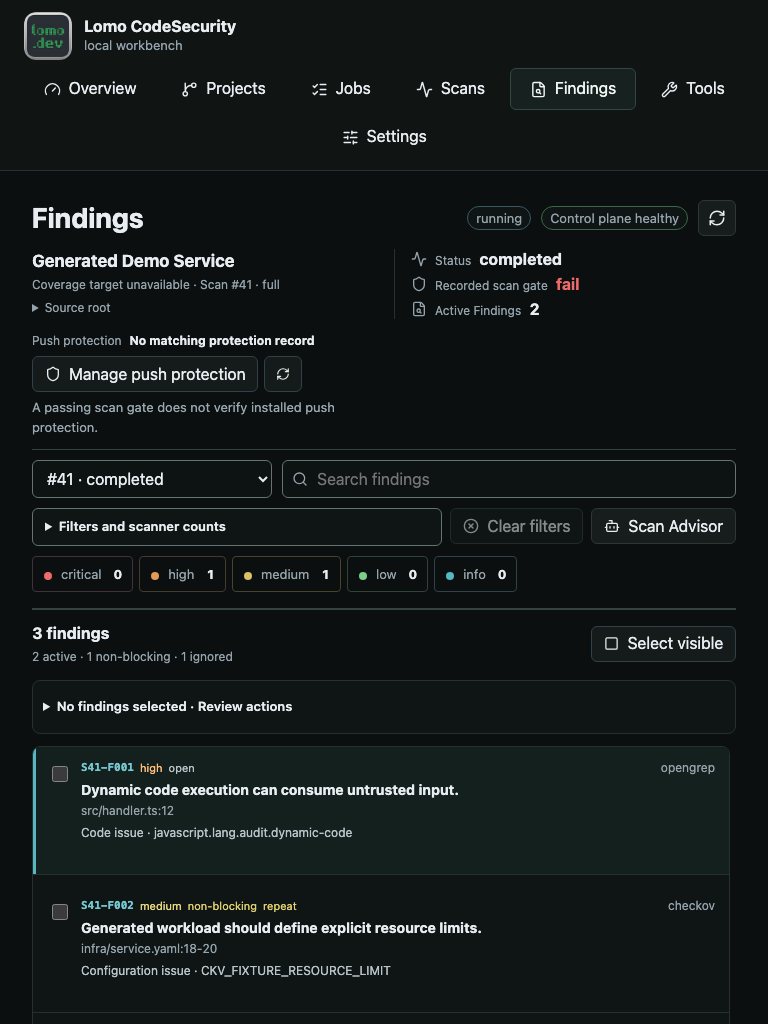 lomo
.dev
Lomo CodeSecurity
local workbench
Overview
Projects
Jobs
Scans
Findings
Tools
Settings
Findings
running
Control plane healthy
Generated Demo Service
Coverage target unavailable · Scan #41 · full
Source root
Status completed
Recorded scan gate fail
Active Findings 2
Push protection No matching protection record
Manage push protection
A passing scan gate does not verify installed push
protection.
#41 · completed
Search findings
Filters and scanner counts
Clear filters
Scan Advisor
critical 0
high 1
medium 1
low 0
info 0
3 findings
2 active · 1 non-blocking · 1 ignored
Select visible
No findings selected · Review actions
S41-F001 high open
opengrep
Dynamic code execution can consume untrusted input.
src/handler.ts:12
Code issue · javascript.lang.audit.dynamic-code
S41-F002 medium non-blocking repeat
checkov
Generated workload should define explicit resource limits.
infra/service.yaml:18-20
Configuration issue · CKV_FIXTURE_RESOURCE_LIMIT